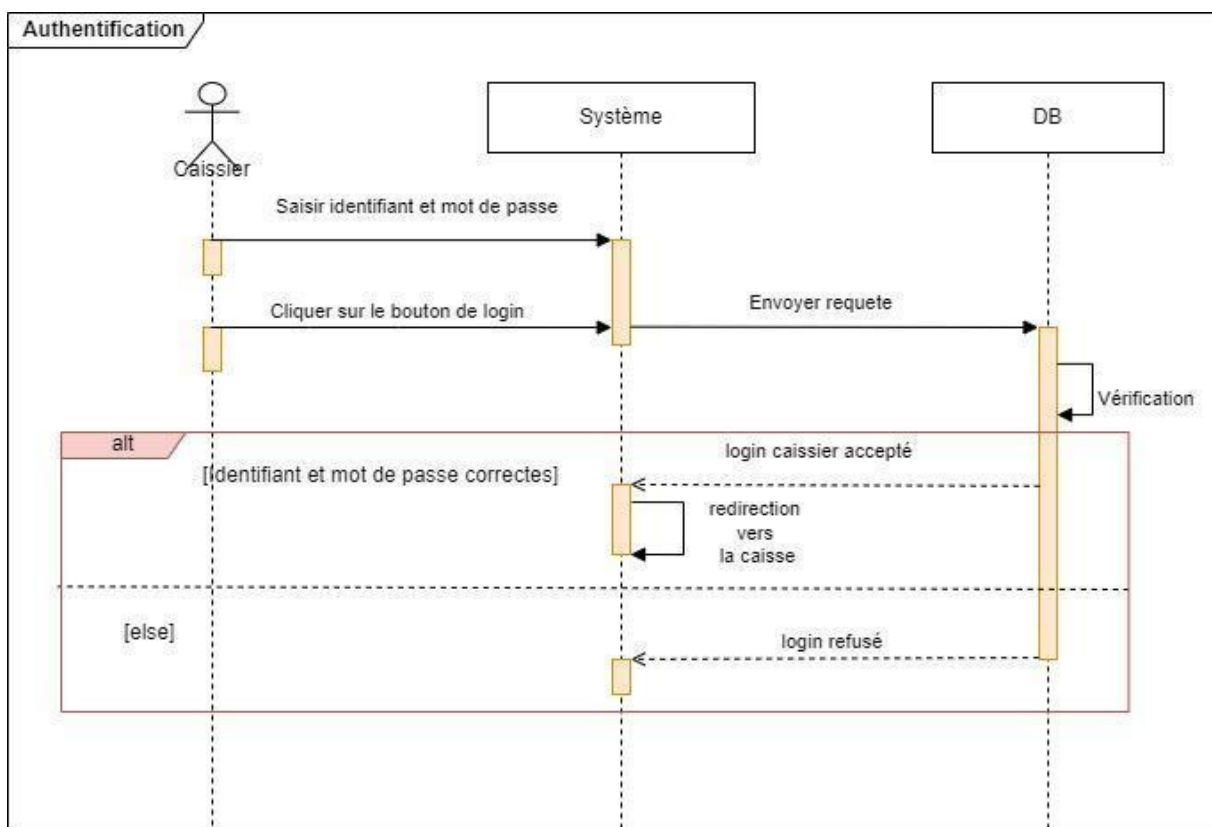 Authentification
Caissier
Système
DB
Saisir identifiant et mot de passe
Cliquer sur le bouton de login
Envoyer requete
Vérification
alt
[Identifiant et mot de passe correctes]
login caissier accepté
redirection
vers
la caisse
[else]
login refusé